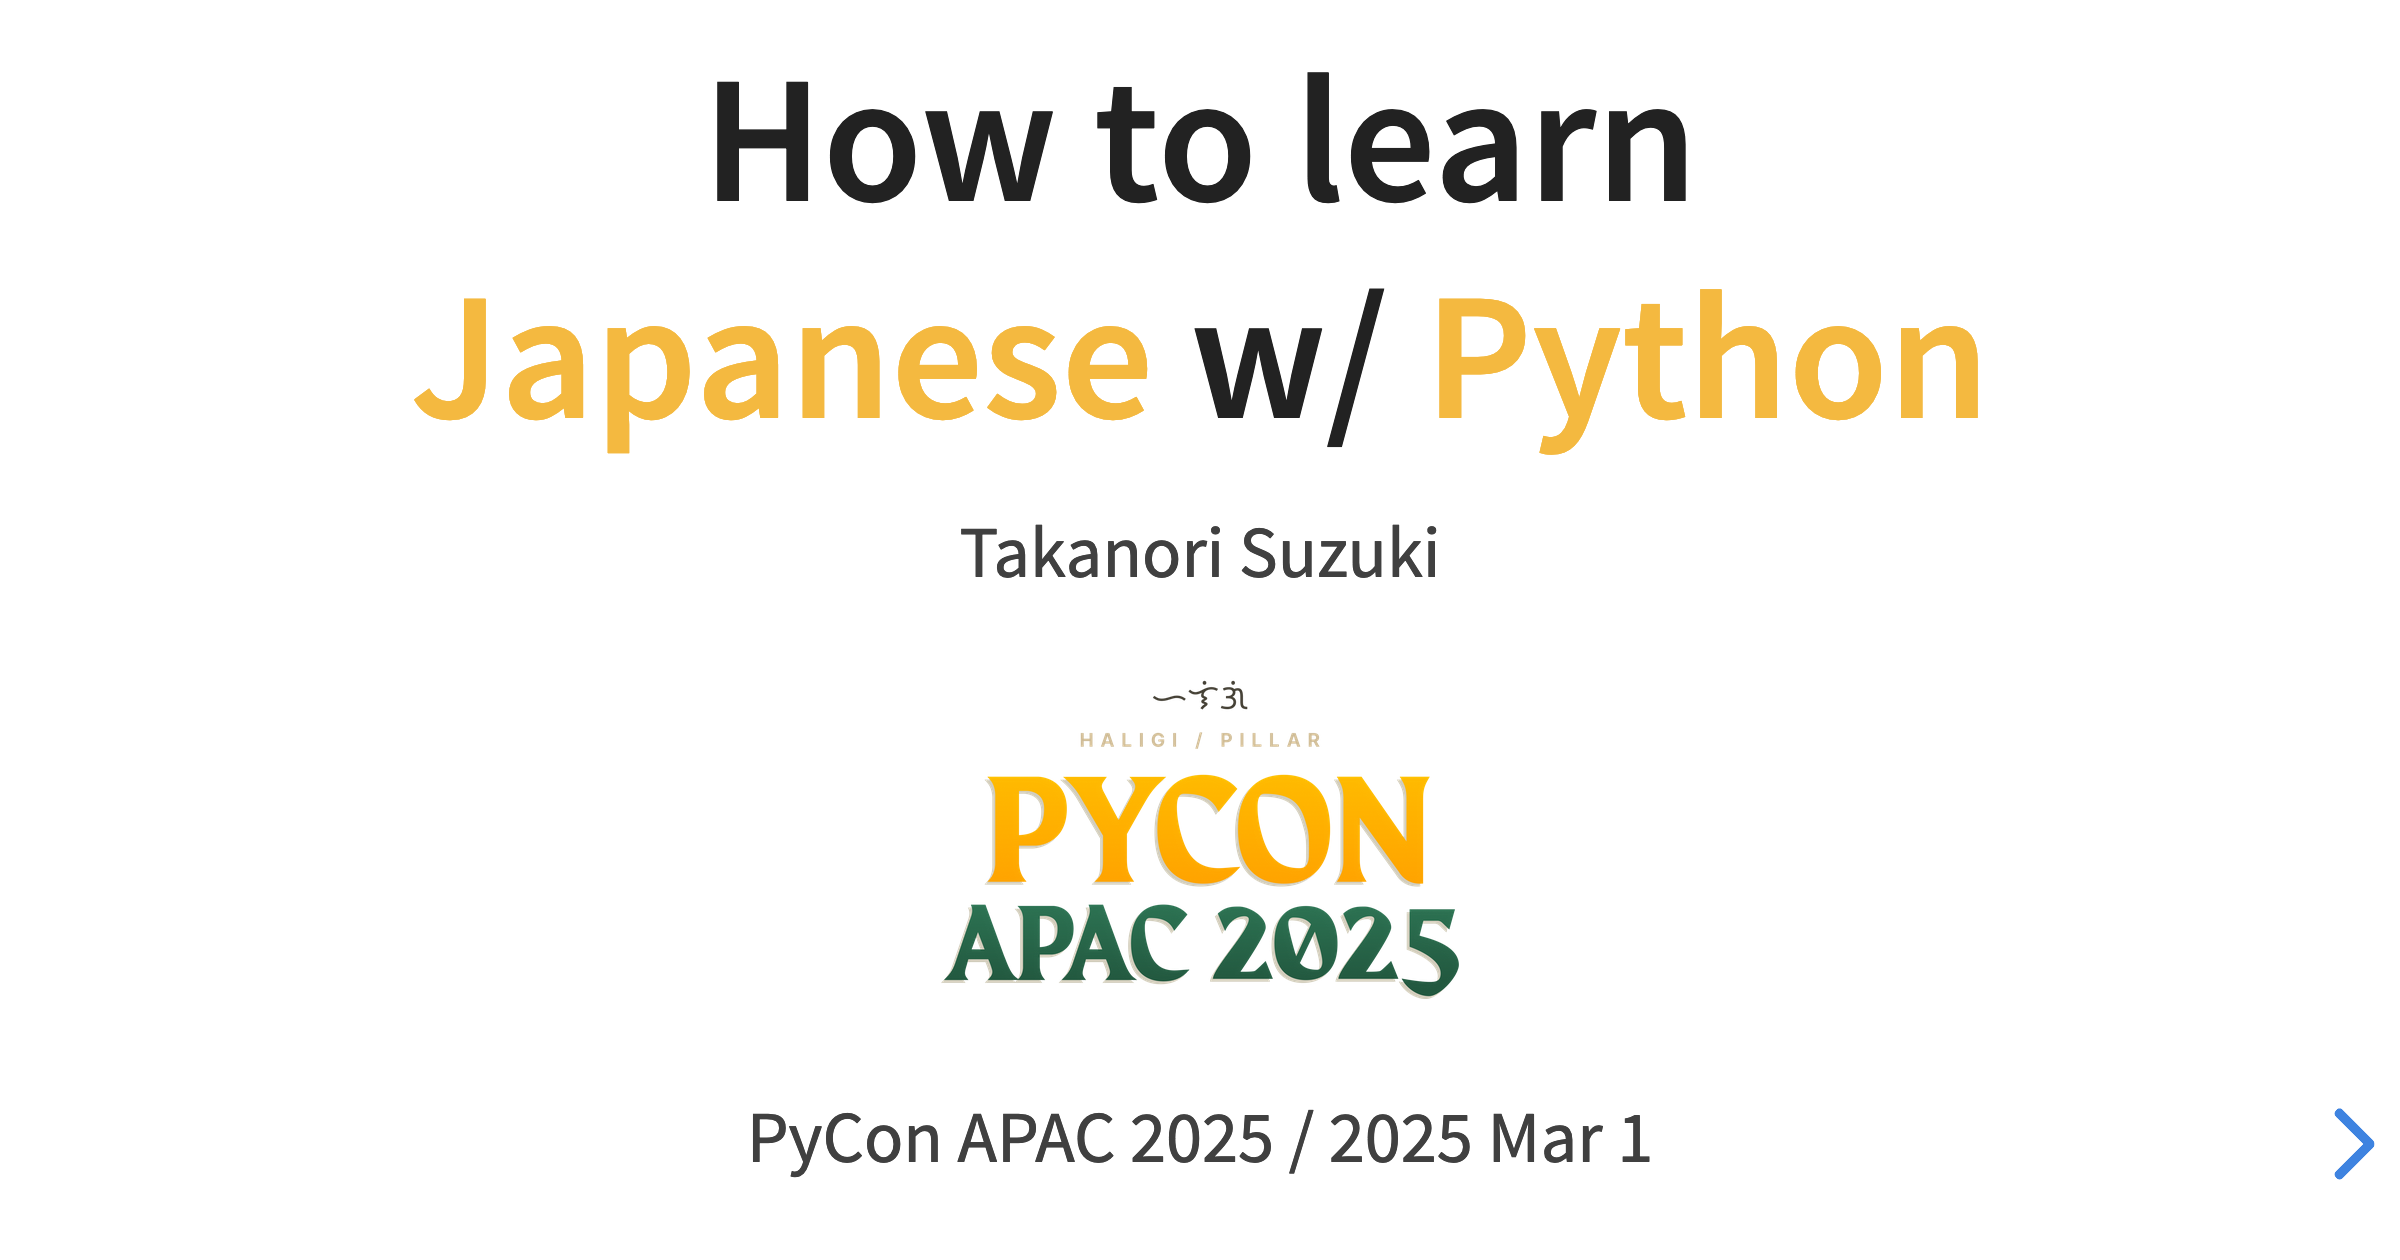 How to learn
Japanese w/ Python
Takanori Suzuki
HALIGI / PILLAR
PYCON
APAC 2025
PyCon APAC 2025 / 2025 Mar 1